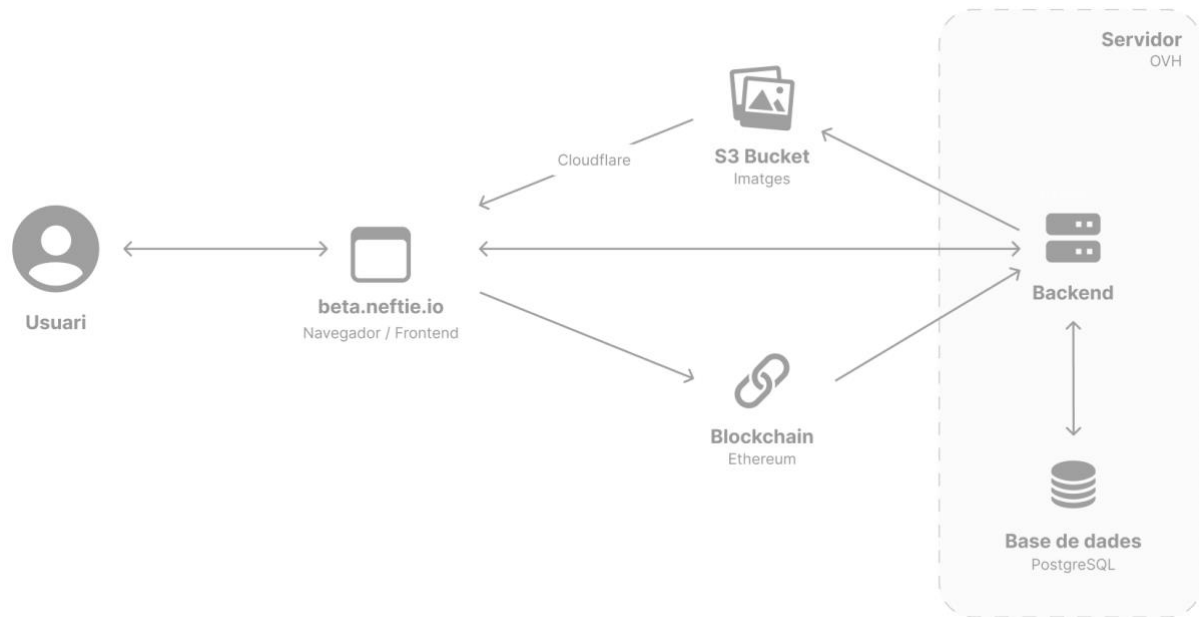 Servidor
OVH
S3 Bucket
Imatges
Cloudflare
Usuari
beta.neftie.io
Navegador / Frontend
Backend
Blockchain
Ethereum
Base de dades
PostgreSQL